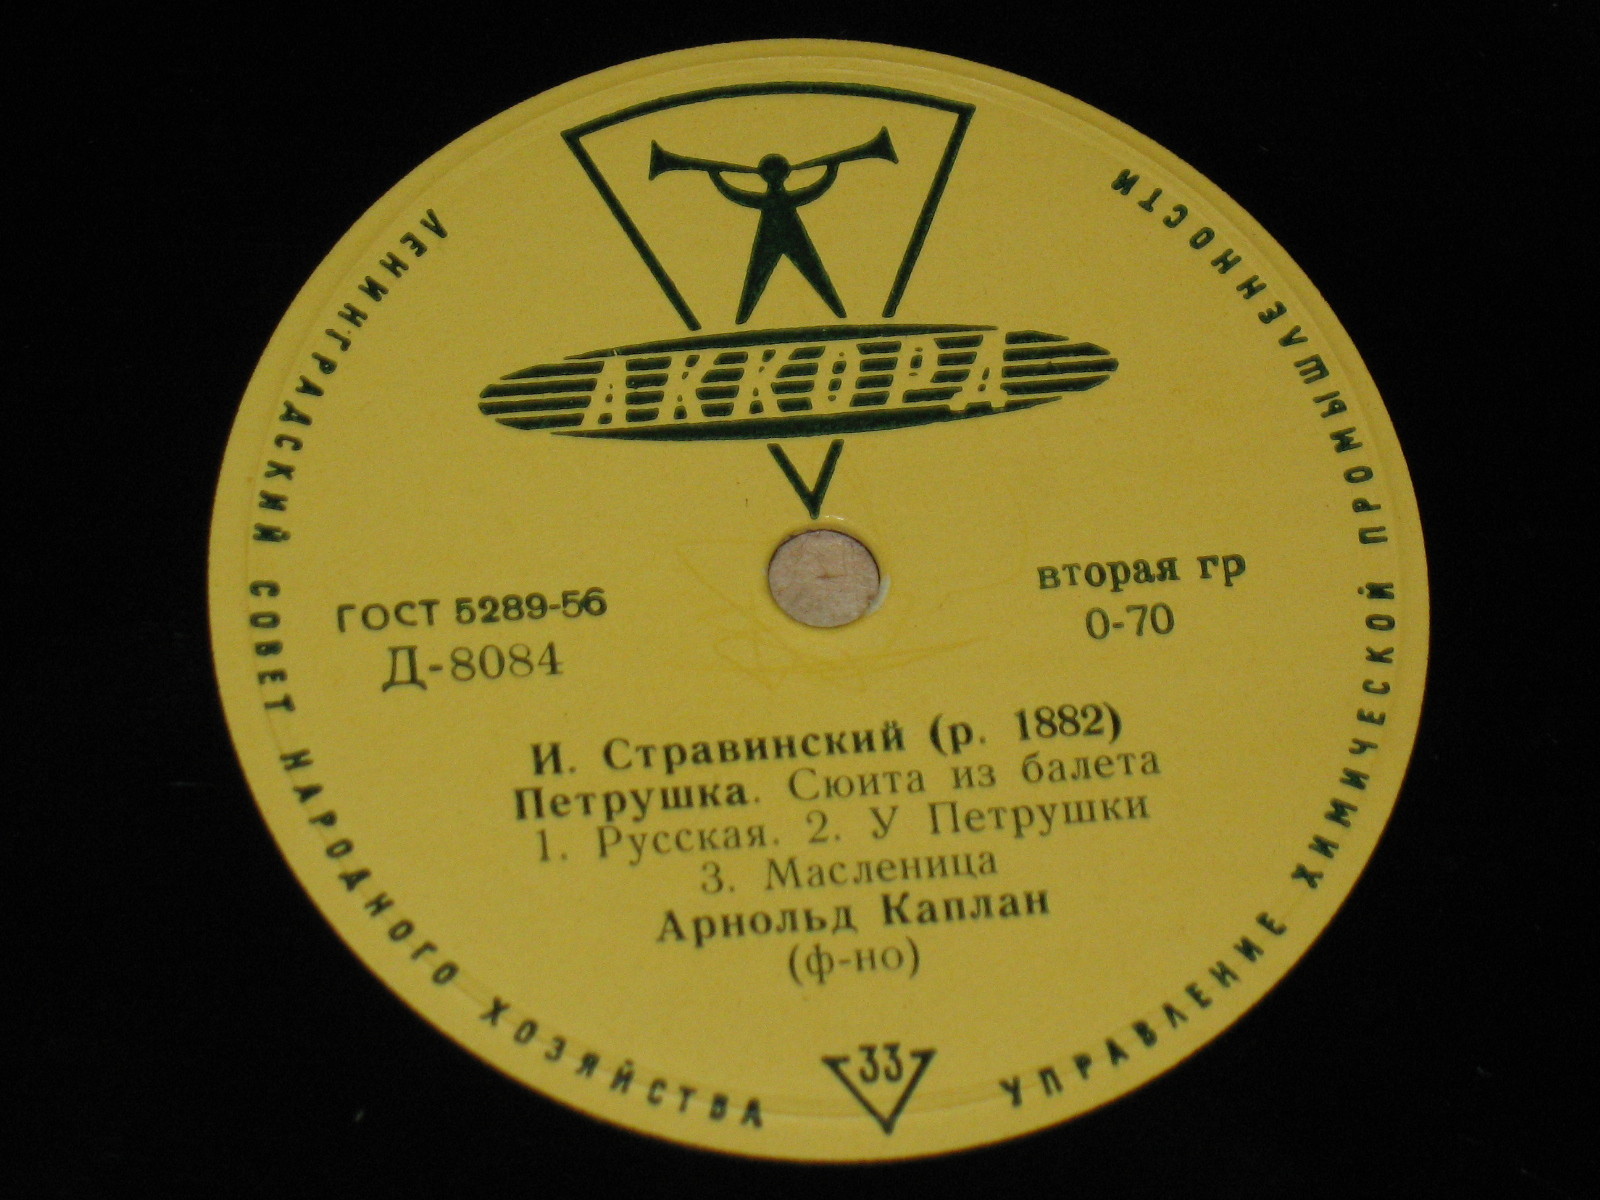 АККОРД
ЛЕНИНГРАДСКИЙ СОВЕТ НАРОДНОГО ХОЗЯЙСТВА
УПРАВЛЕНИЕ ХИМИЧЕСКОЙ ПРОМЫШЛЕННОСТИ
ГОСТ 5289-56
Д-8084
вторая гр
0-70
И. Стравинский (р. 1882)
Петрушка. Сюита из балета
1. Русская. 2. У Петрушки
3. Масленица
Арнольд Каплан
(ф-но)
33